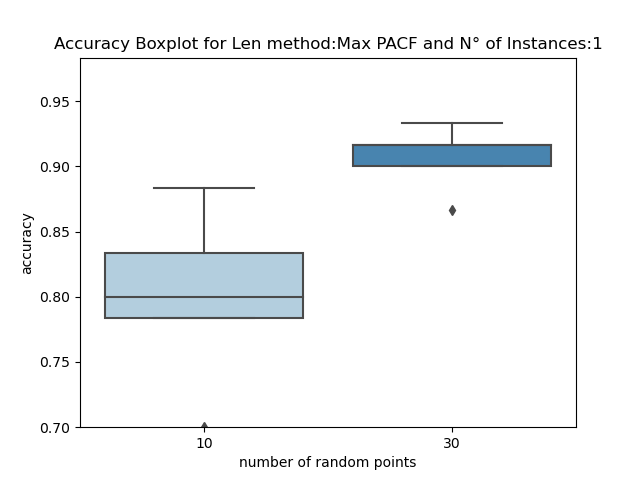 Accuracy Boxplot for Len method:Max PACF and N° of Instances:1
0.95
0.90
0.85
0.80
0.75
0.70
accuracy
10
30
number of random points